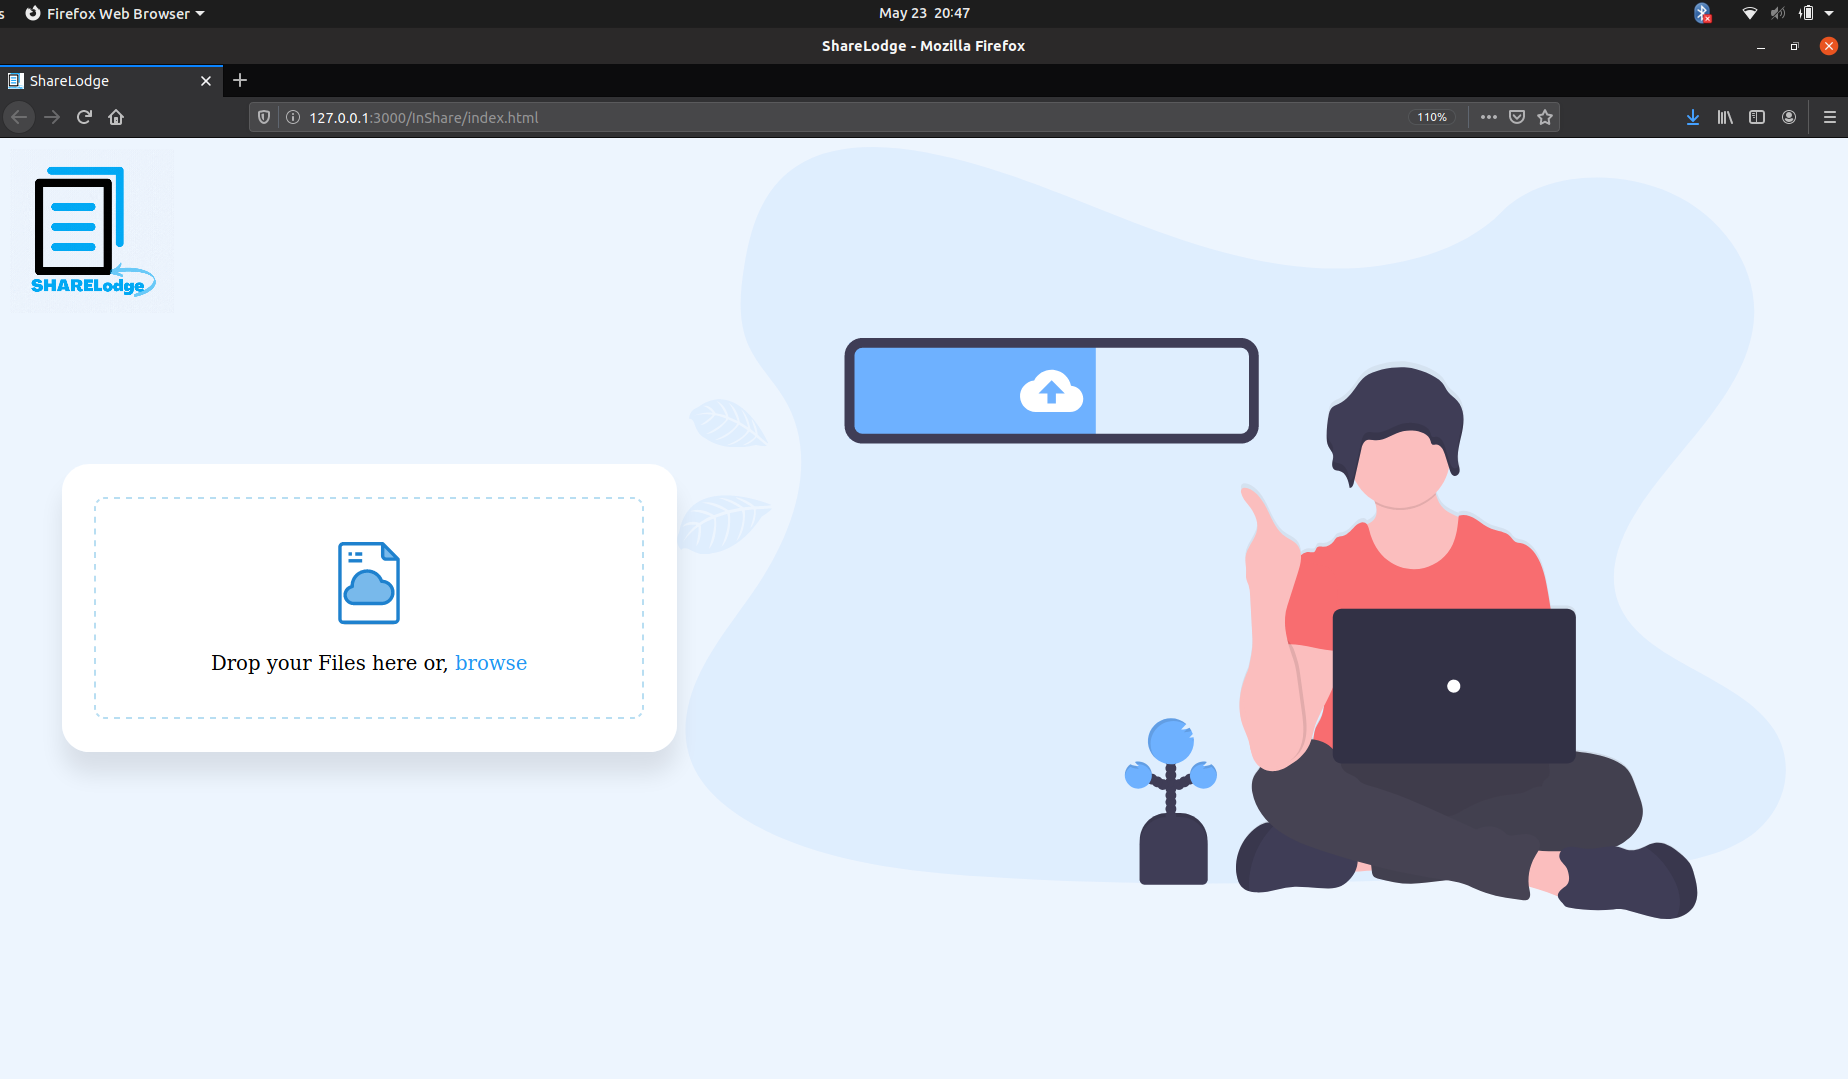 s Firefox Web Browser May 23 20:47
ShareLodge - Mozilla Firefox
ShareLodge
127.0.0.1:3000/InShare/index.html 110%
SHARELodge
Drop your Files here or, browse